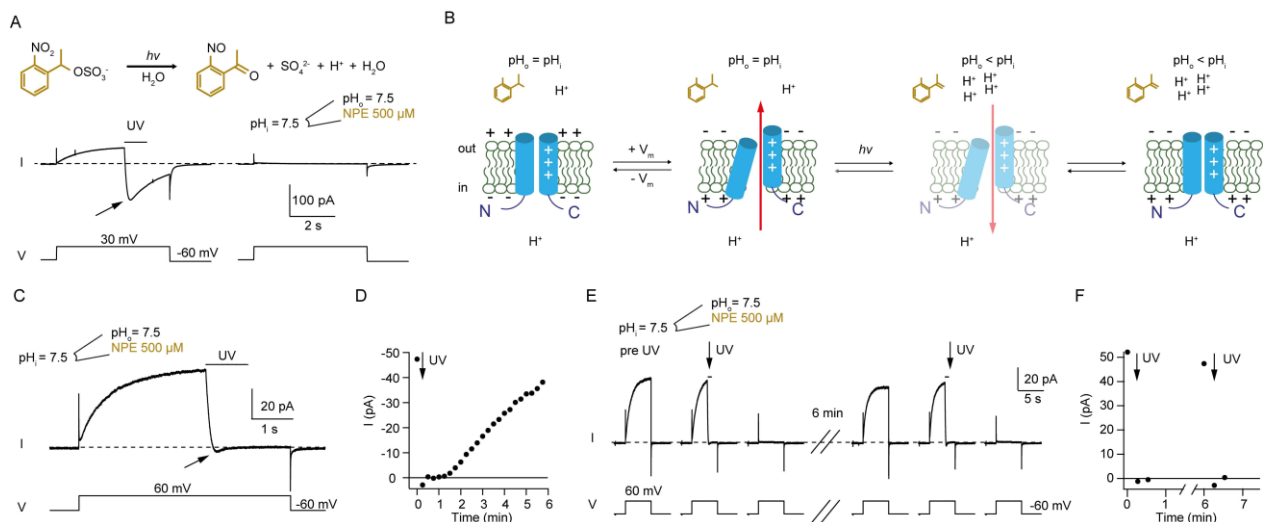 A
NO₂
OSO₃⁻
hν
H₂O
NO
O
+ SO₄²⁻ + H⁺ + H₂O
pHₒ = 7.5
NPE 500 µM
pHᵢ = 7.5
UV
I
100 pA
2 s
V
30 mV
-60 mV
B
pHₒ = pHᵢ
pHₒ = pHᵢ
pHₒ < pHᵢ
pHₒ < pHᵢ
H⁺
H⁺
H⁺ H⁺
H⁺ H⁺
H⁺ H⁺
H⁺ H⁺
+ + + +
- - - -
- - - -
- - - -
out
in
+ + +
+ + +
+ + +
+ + +
+ Vₘ
- Vₘ
hν
- - - -
+ + + +
+ + + +
+ + + +
N C
N C
N C
N C
H⁺
H⁺
H⁺
H⁺
C
pHₒ = 7.5
NPE 500 µM
pHᵢ = 7.5
UV
20 pA
1 s
I
V
60 mV
-60 mV
D
UV
I (pA)
-50
-40
-30
-20
-10
0
0 1 2 3 4 5 6
Time (min)
E
pHₒ = 7.5
NPE 500 µM
pHᵢ = 7.5
pre UV
UV
UV
20 pA
5 s
6 min
I
60 mV
V
-60 mV
F
UV
UV
I (pA)
50
40
30
20
10
0
0 1 6 7
Time (min)